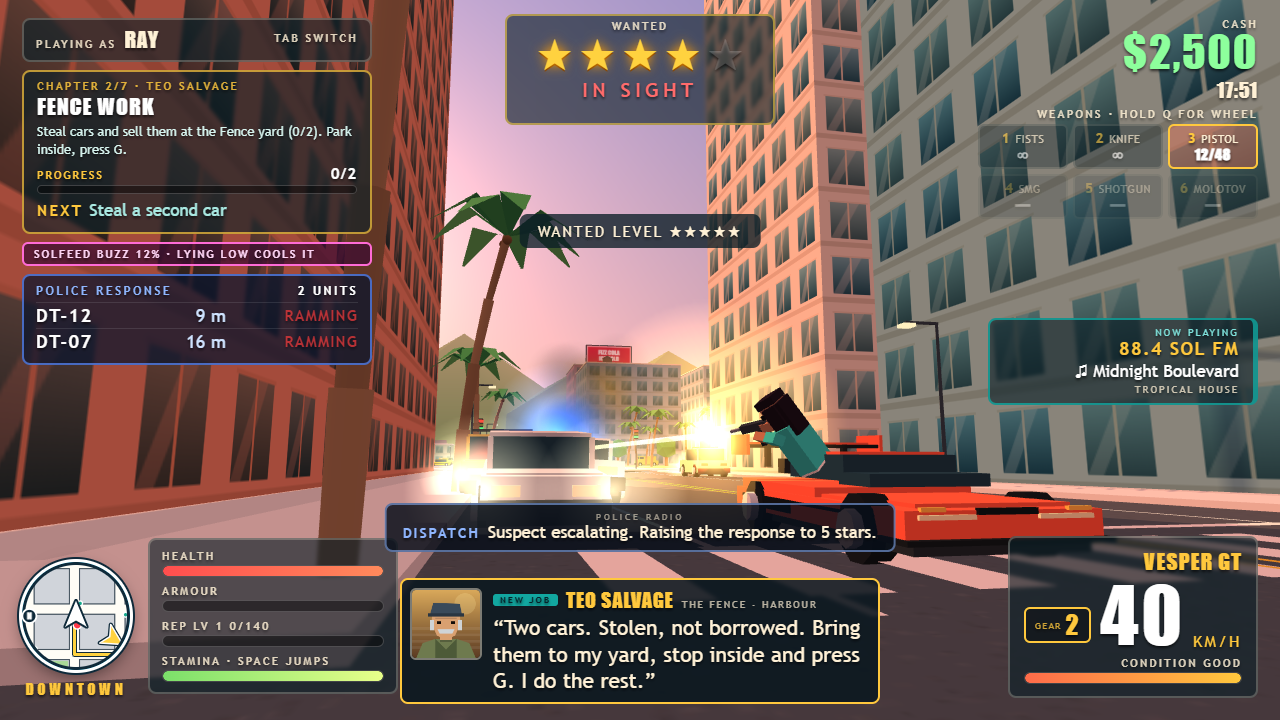 PLAYING AS RAY TAB SWITCH
CHAPTER 2/7 · TEO SALVAGE
FENCE WORK
Steal cars and sell them at the Fence yard (0/2). Park
inside, press G.
PROGRESS 0/2
NEXT Steal a second car
SOLFEED BUZZ 12% · LYING LOW COOLS IT
POLICE RESPONSE 2 UNITS
DT-12 9 m RAMMING
DT-07 16 m RAMMING
WANTED
★★★★☆
IN SIGHT
WANTED LEVEL ★★★★★
CASH
$2,500
17:51
WEAPONS · HOLD Q FOR WHEEL
1 FISTS 2 KNIFE 3 PISTOL
∞ ∞ 12/48
4 SMG 5 SHOTGUN 6 MOLOTOV
— — —
NOW PLAYING
88.4 SOL FM
♫ Midnight Boulevard
TROPICAL HOUSE
POLICE RADIO
DISPATCH Suspect escalating. Raising the response to 5 stars.
DOWNTOWN
HEALTH
ARMOUR
REP LV 1 0/140
STAMINA · SPACE JUMPS
NEW JOB TEO SALVAGE THE FENCE · HARBOUR
“Two cars. Stolen, not borrowed. Bring
them to my yard, stop inside and press
G. I do the rest.”
VESPER GT
GEAR 2 40 KM/H
CONDITION GOOD